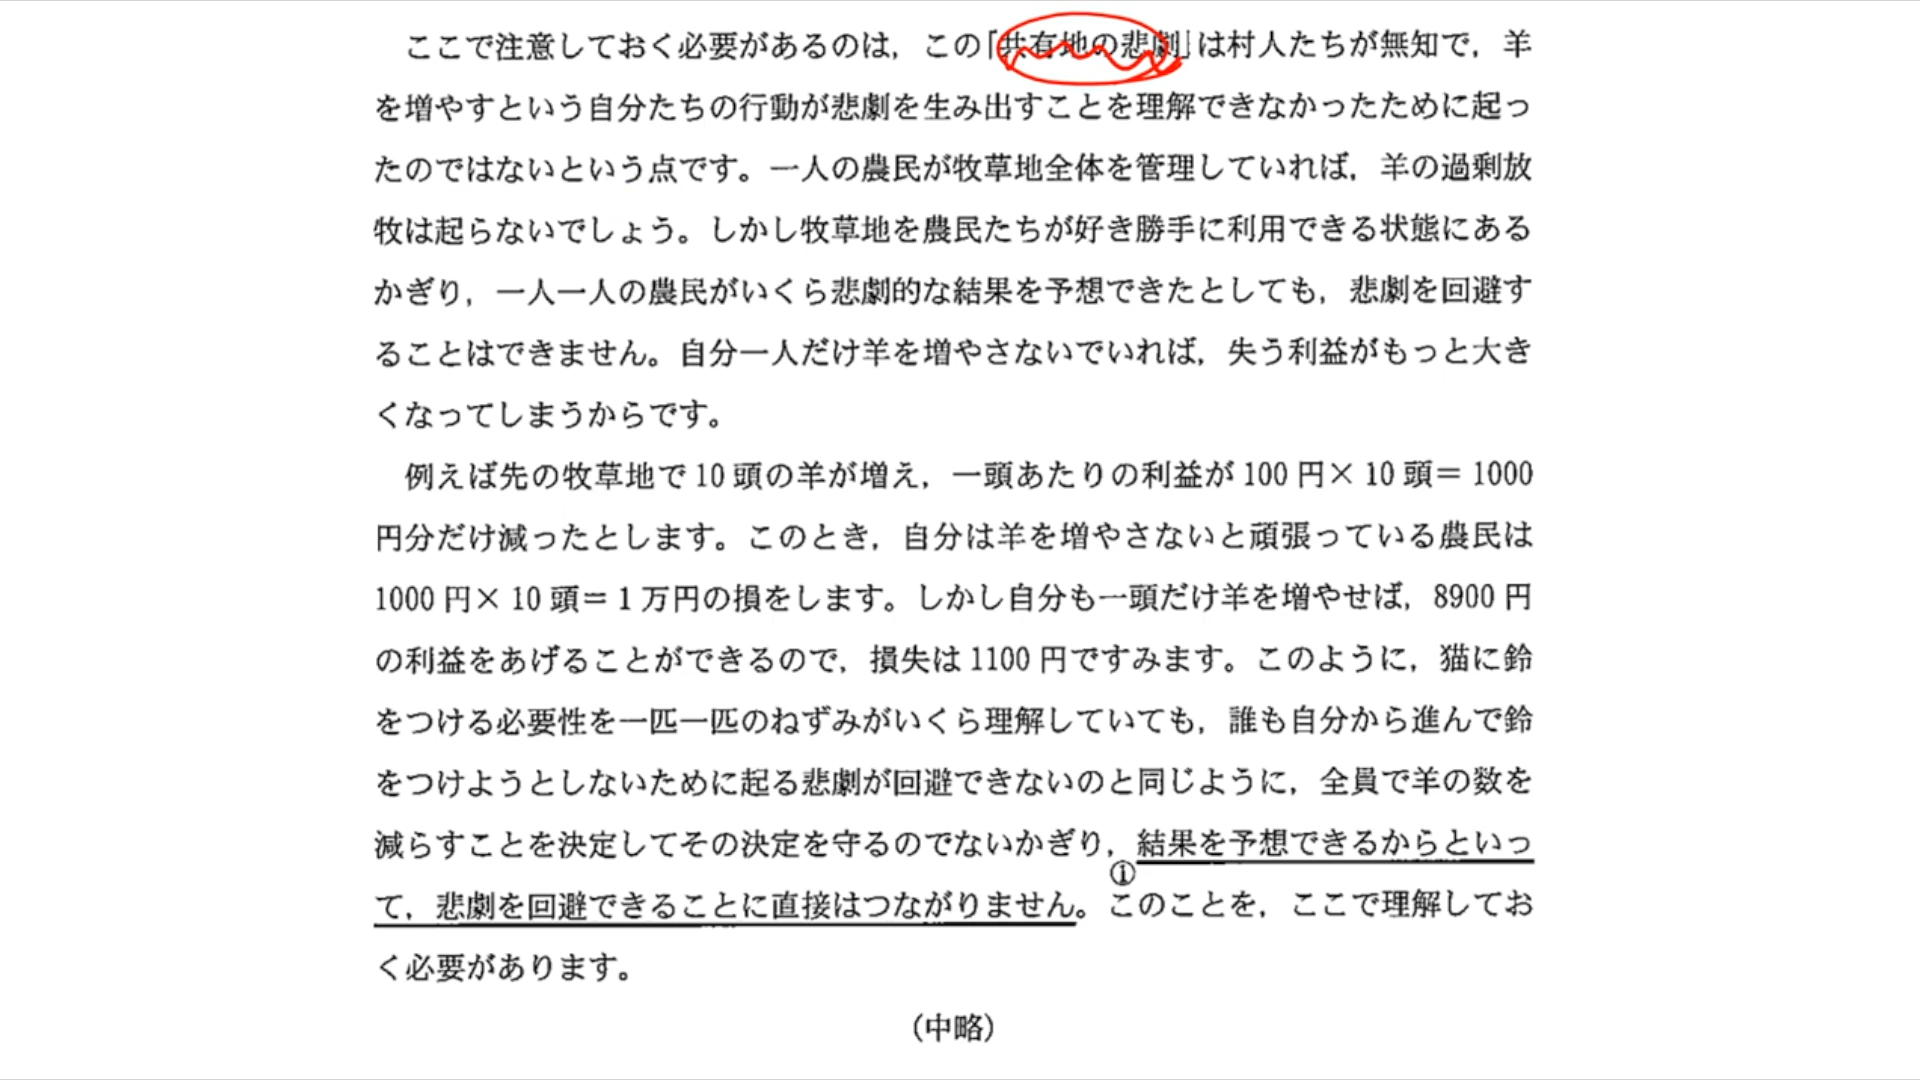 ここで注意しておく必要があるのは，この「共有地の悲劇」は村人たちが無知で，羊
を増やすという自分たちの行動が悲劇を生み出すことを理解できなかったために起っ
たのではないという点です。一人の農民が牧草地全体を管理していれば，羊の過剰放
牧は起らないでしょう。しかし牧草地を農民たちが好き勝手に利用できる状態にある
かぎり，一人一人の農民がいくら悲劇的な結果を予想できたとしても，悲劇を回避す
ることはできません。自分一人だけ羊を増やさないでいれば，失う利益がもっと大き
くなってしまうからです。
例えば先の牧草地で10頭の羊が増え，一頭あたりの利益が100円×10頭＝1000
円分だけ減ったとします。このとき，自分は羊を増やさないと頑張っている農民は
1000円×10頭＝1万円の損をします。しかし自分も一頭だけ羊を増やせば，8900円
の利益をあげることができるので，損失は1100円ですみます。このように，猫に鈴
をつける必要性を一匹一匹のねずみがいくら理解していても，誰も自分から進んで鈴
をつけようとしないために起る悲劇が回避できないのと同じように，全員で羊の数を
減らすことを決定してその決定を守るのでないかぎり，結果を予想できるからといっ
①
て，悲劇を回避できることに直接はつながりません。このことを，ここで理解してお
く必要があります。
（中略）